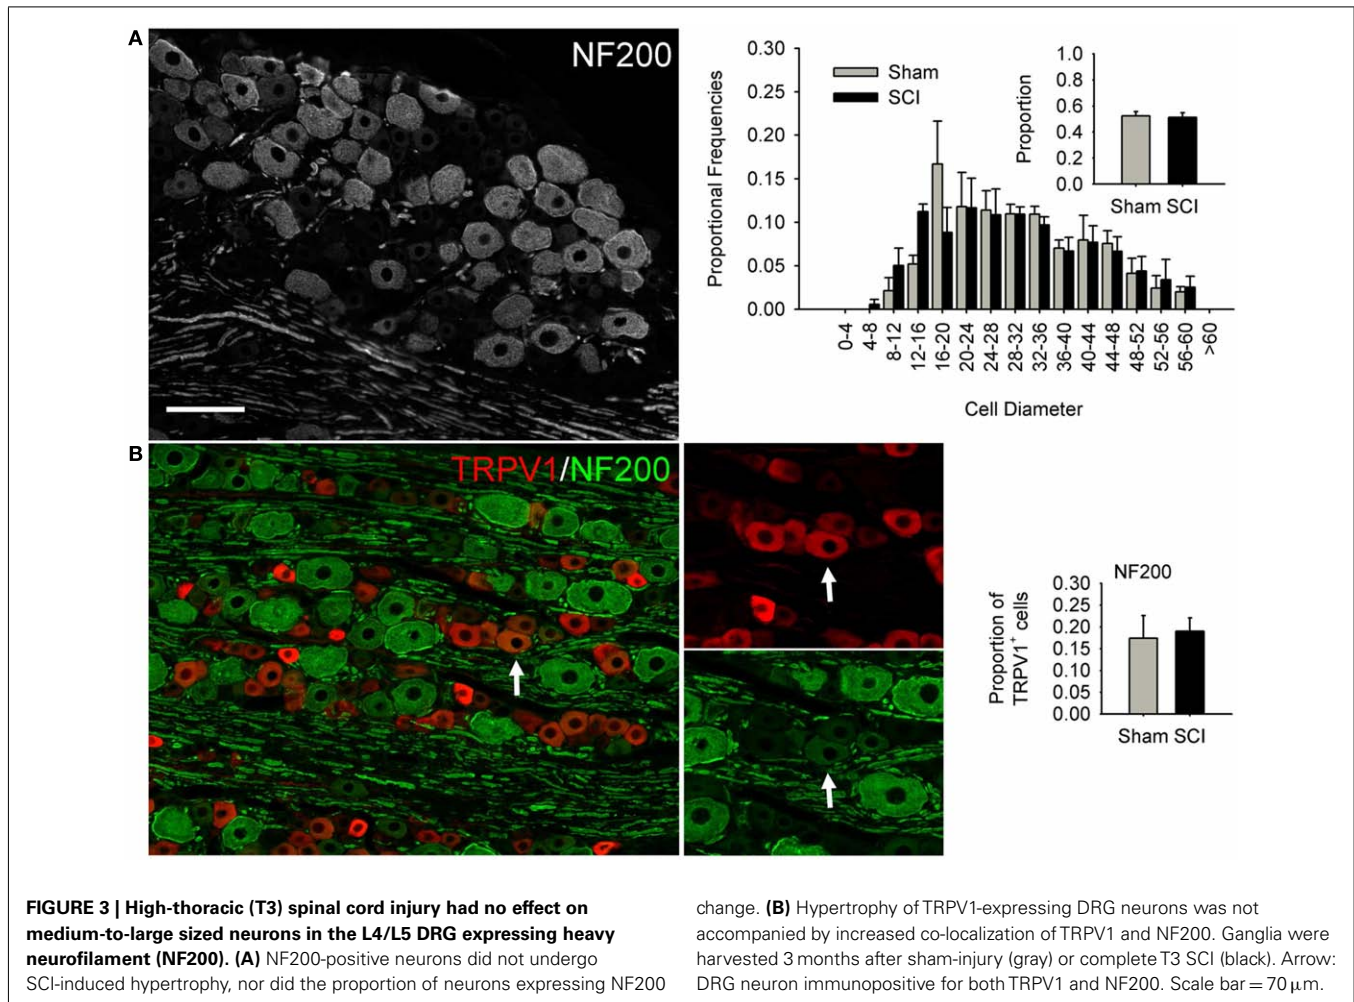 A
NF200
0.30
0.25
0.20
0.15
0.10
0.05
0.00
Proportional Frequencies
Sham
SCI
1.0
0.8
0.6
0.4
0.2
0.0
Proportion
Sham SCI
0-4
4-8
8-12
12-16
16-20
20-24
24-28
28-32
32-36
36-40
40-44
44-48
48-52
52-56
56-60
>60
Cell Diameter
B
TRPV1/NF200
NF200
0.30
0.25
0.20
0.15
0.10
0.05
0.00
Proportion of
TRPV1⁺ cells
Sham SCI
FIGURE 3 | High-thoracic (T3) spinal cord injury had no effect on
medium-to-large sized neurons in the L4/L5 DRG expressing heavy
neurofilament (NF200). (A) NF200-positive neurons did not undergo
SCI-induced hypertrophy, nor did the proportion of neurons expressing NF200
change. (B) Hypertrophy of TRPV1-expressing DRG neurons was not
accompanied by increased co-localization of TRPV1 and NF200. Ganglia were
harvested 3 months after sham-injury (gray) or complete T3 SCI (black). Arrow:
DRG neuron immunopositive for both TRPV1 and NF200. Scale bar = 70 μm.